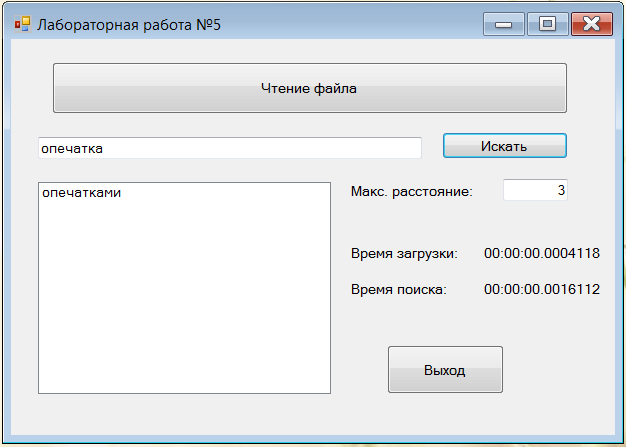 Лабораторная работа №5
Чтение файла
опечатка
Искать
опечатками
Макс. расстояние: 3
Время загрузки: 00:00:00.0004118
Время поиска: 00:00:00.0016112
Выход